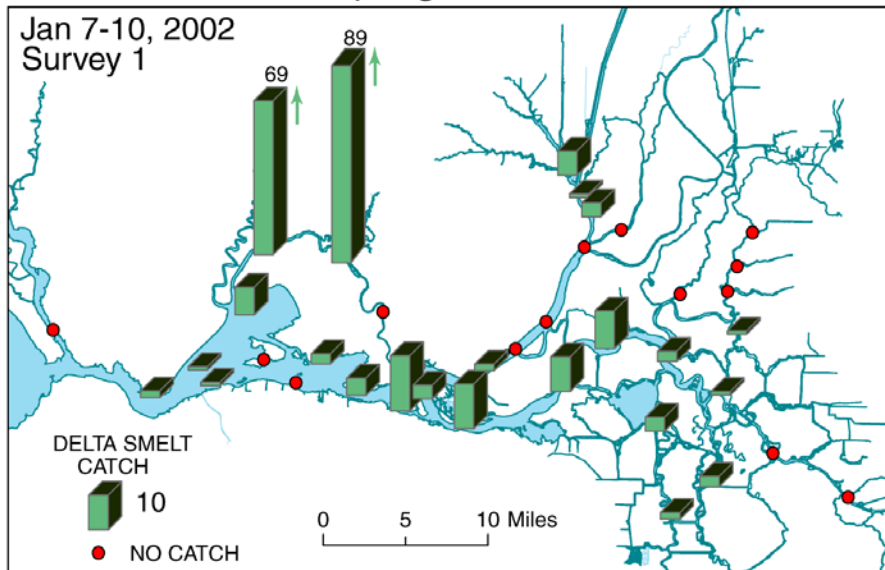 Jan 7-10, 2002
Survey 1
69
89
DELTA SMELT
CATCH
10
NO CATCH
0 5 10 Miles